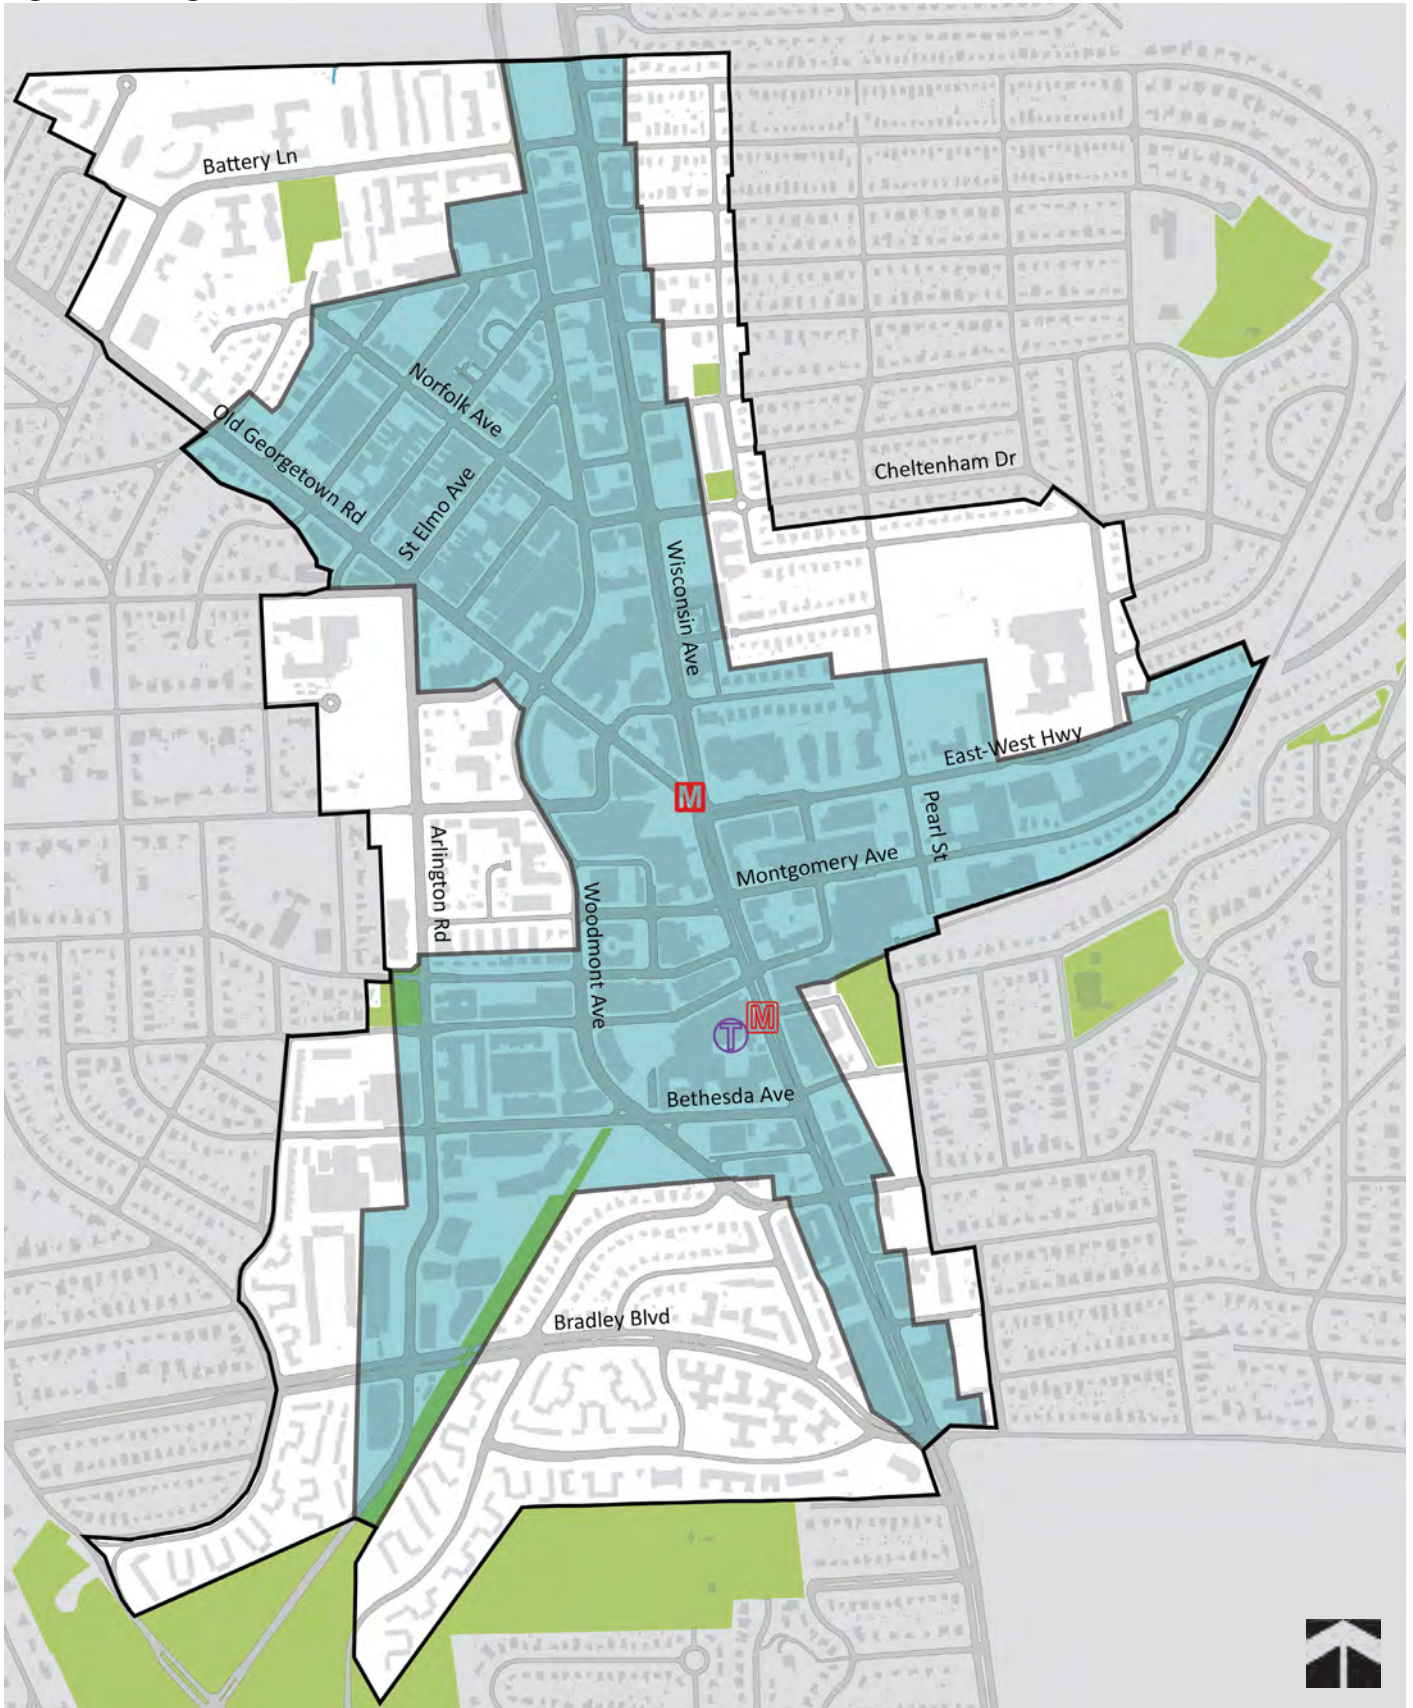 Battery Ln
Norfolk Ave
Old Georgetown Rd
St Elmo Ave
Cheltenham Dr
Wisconsin Ave
East-West Hwy
Pearl St
M
Arlington Rd
Montgomery Ave
Woodmont Ave
M
T
Bethesda Ave
Bradley Blvd